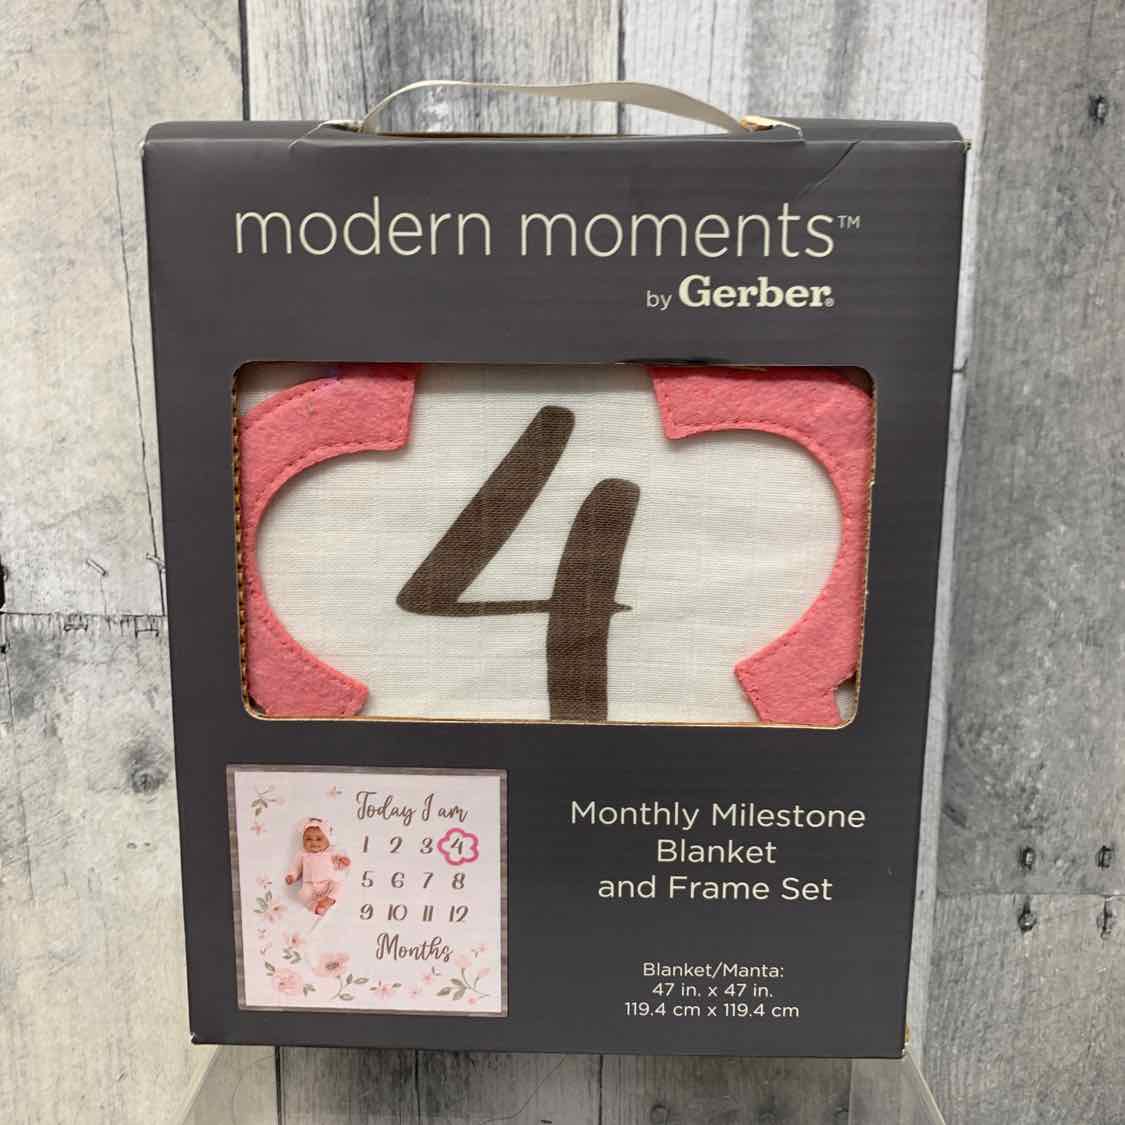 modern moments™
by Gerber®
4
Today I am
1 2 3 4
5 6 7 8
9 10 11 12
Months
Monthly Milestone
Blanket
and Frame Set
Blanket/Manta:
47 in. x 47 in.
119.4 cm x 119.4 cm